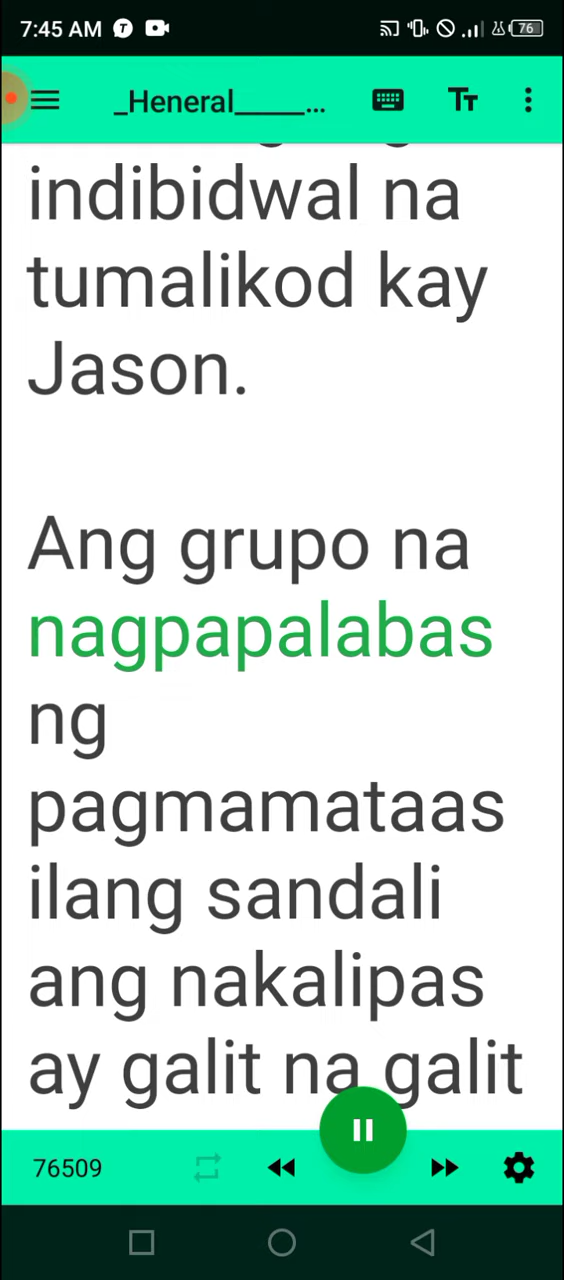 7:45 AM
76
_Heneral_____...
indibidwal na
tumalikod kay
Jason.
Ang grupo na
nagpapalabas
ng
pagmamataas
ilang sandali
ang nakalipas
ay galit na galit
76509